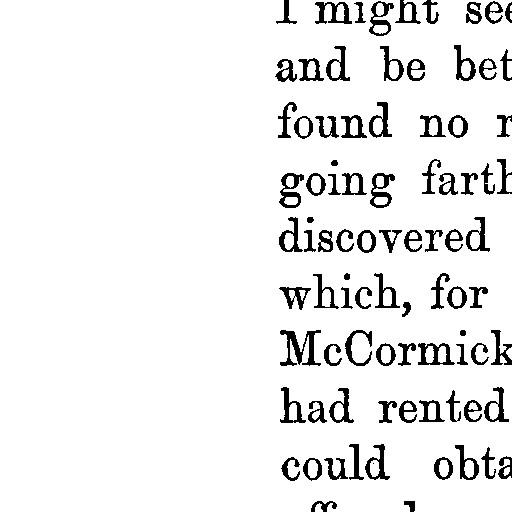 I might see
and be bet
found no r
going farth
discovered
which, for
McCormick
had rented
could obta